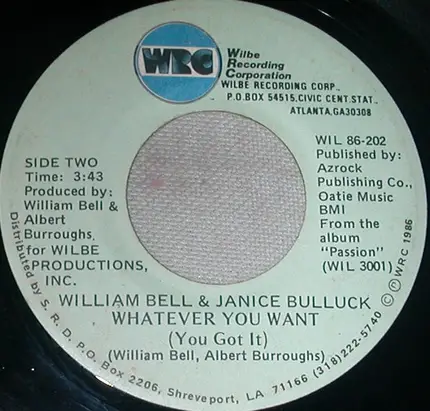 WRC
Wilbe
Recording
Corporation
WILBE RECORDING CORP.
P.O.BOX 54515,CIVIC CENT.STAT.
ATLANTA,GA30308
SIDE TWO
Time: 3:43
Produced by:
William Bell &
Albert
Burroughs,
for WILBE
PRODUCTIONS,
INC.
WIL 86-202
Published by:
Azrock
Publishing Co.,
Oatie Music
BMI
From the
album
"Passion"
(WIL 3001)
WILLIAM BELL & JANICE BULLUCK
WHATEVER YOU WANT
(You Got It)
(William Bell, Albert Burroughs)
Distributed by S. R. D. P.O. Box 2206, Shreveport, LA 71166 (318)222-5740 © ℗ WRC 1986